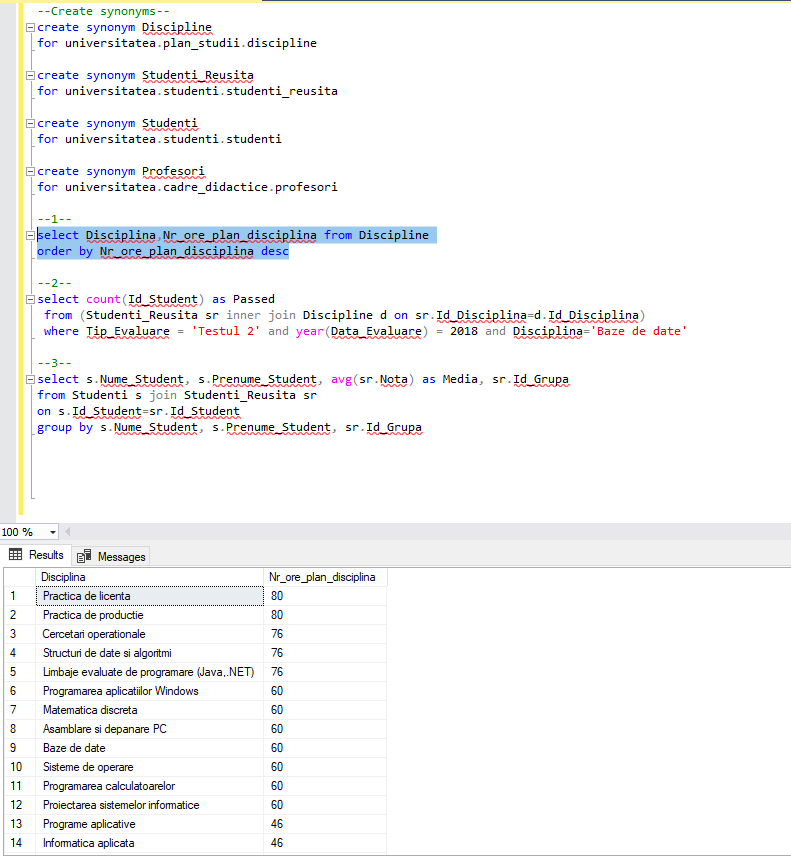 --Create synonyms--
create synonym Discipline
for universitatea.plan_studii.discipline
create synonym Studenti_Reusita
for universitatea.studenti.studenti_reusita
create synonym Studenti
for universitatea.studenti.studenti
create synonym Profesori
for universitatea.cadre_didactice.profesori
--1--
select Disciplina,Nr_ore_plan_disciplina from Discipline
order by Nr_ore_plan_disciplina desc
--2--
select count(Id_Student) as Passed
from (Studenti_Reusita sr inner join Discipline d on sr.Id_Disciplina=d.Id_Disciplina)
where Tip_Evaluare = 'Testul 2' and year(Data_Evaluare) = 2018 and Disciplina='Baze de date'
--3--
select s.Nume_Student, s.Prenume_Student, avg(sr.Nota) as Media, sr.Id_Grupa
from Studenti s join Studenti_Reusita sr
on s.Id_Student=sr.Id_Student
group by s.Nume_Student, s.Prenume_Student, sr.Id_Grupa
100 %
Results Messages
Disciplina Nr_ore_plan_disciplina
1 Practica de licenta 80
2 Practica de productie 80
3 Cercetari operationale 76
4 Structuri de date si algoritmi 76
5 Limbaje evaluate de programare (Java,.NET) 76
6 Programarea aplicatiilor Windows 60
7 Matematica discreta 60
8 Asamblare si depanare PC 60
9 Baze de date 60
10 Sisteme de operare 60
11 Programarea calculatoarelor 60
12 Proiectarea sistemelor informatice 60
13 Programe aplicative 46
14 Informatica aplicata 46